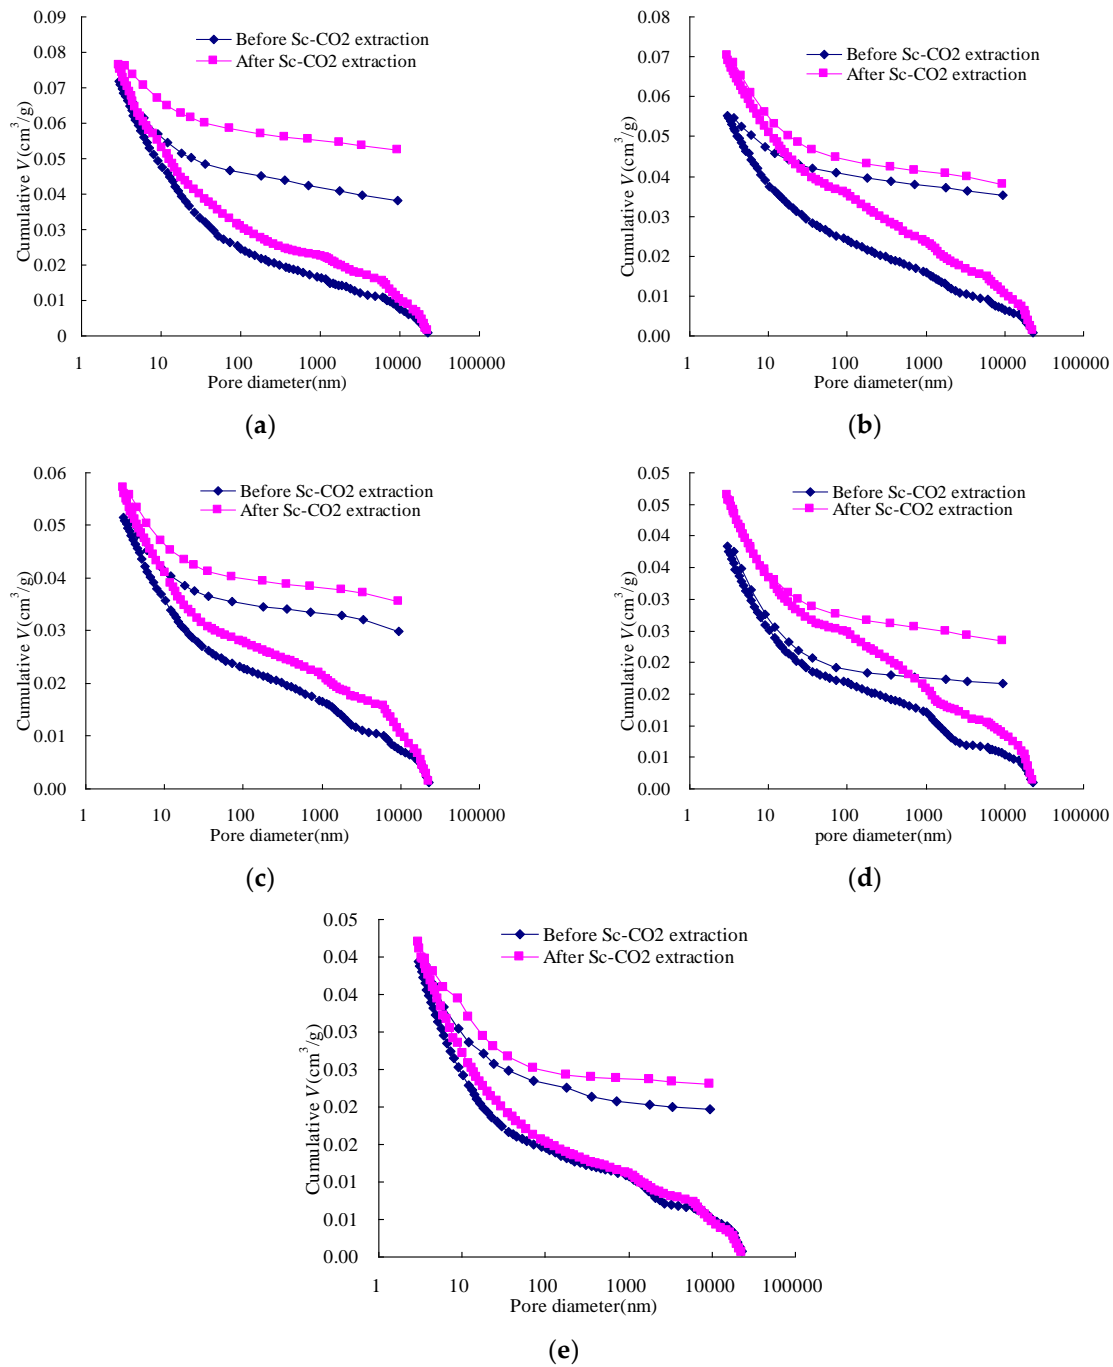 0.09
0.08
0.07
0.06
0.05
0.04
0.03
0.02
0.01
0
Cumulative V(cm³/g)
Before Sc-CO2 extraction
After Sc-CO2 extraction
1 10 100 1000 10000 100000
Pore diameter(nm)
(a)
0.08
0.07
0.06
0.05
0.04
0.03
0.02
0.01
0.00
Cumulative V(cm³/g)
Before Sc-CO2 extraction
After Sc-CO2 extraction
1 10 100 1000 10000 100000
Pore diameter(nm)
(b)
0.06
0.05
0.04
0.03
0.02
0.01
0.00
Cumulative V(cm³/g)
Before Sc-CO2 extraction
After Sc-CO2 extraction
1 10 100 1000 10000 100000
Pore diameter(nm)
(c)
0.05
0.05
0.04
0.04
0.03
0.03
0.02
0.02
0.01
0.01
0.00
Cumulative V(cm³/g)
Before Sc-CO2 extraction
After Sc-CO2 extraction
1 10 100 1000 10000 100000
pore diameter(nm)
(d)
0.05
0.04
0.04
0.03
0.03
0.02
0.02
0.01
0.01
0.00
Cumulative V(cm³/g)
Before Sc-CO2 extraction
After Sc-CO2 extraction
1 10 100 1000 10000 100000
Pore diameter(nm)
(e)